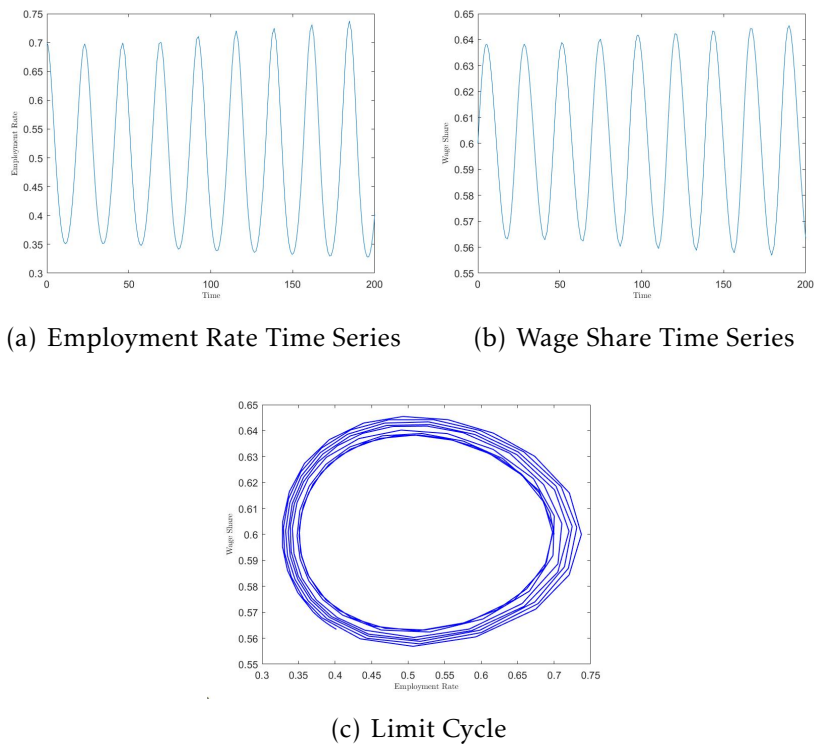 0.75
0.7
0.65
0.6
0.55
0.5
0.45
0.4
0.35
0.3
Employment Rate
0 50 100 150 200
Time
(a) Employment Rate Time Series
0.65
0.64
0.63
0.62
0.61
0.6
0.59
0.58
0.57
0.56
0.55
Wage Share
0 50 100 150 200
Time
(b) Wage Share Time Series
0.65
0.64
0.63
0.62
0.61
0.6
0.59
0.58
0.57
0.56
0.55
Wage Share
0.3 0.35 0.4 0.45 0.5 0.55 0.6 0.65 0.7 0.75
Employment Rate
(c) Limit Cycle